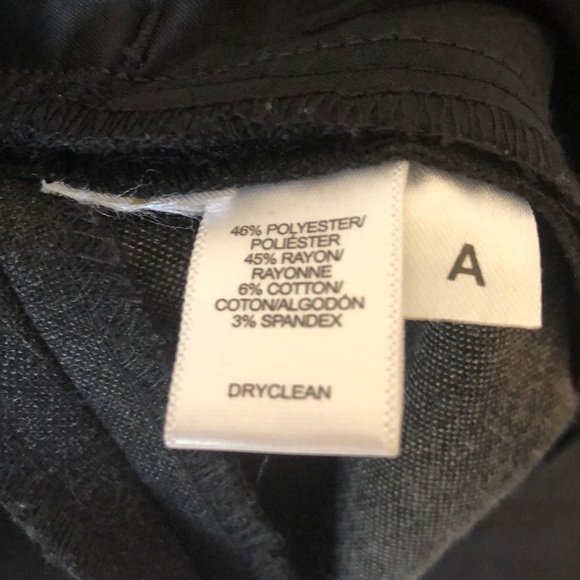 46% POLYESTER/
POLIÉSTER
45% RAYON/
RAYONNE
6% COTTON/
COTON/ALGODÓN
3% SPANDEX
DRYCLEAN
A